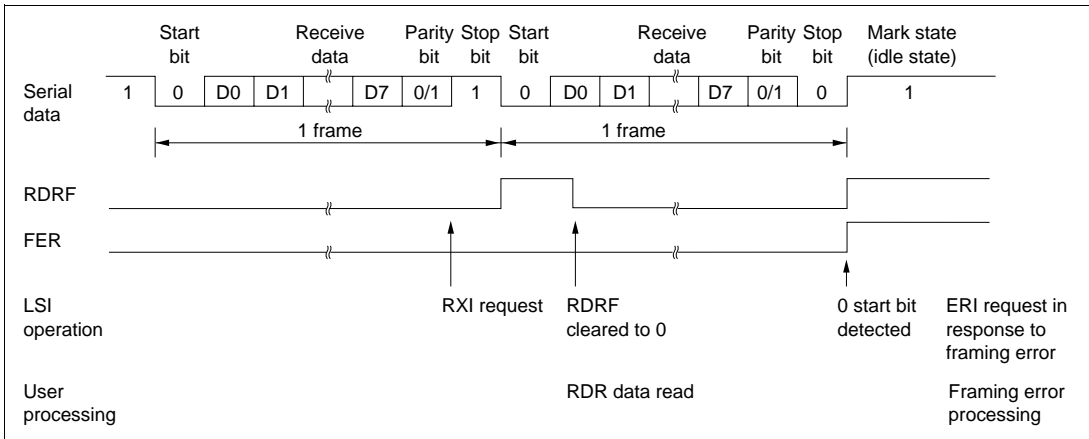 Start bit
Receive data
Parity bit
Stop bit
Start bit
Receive data
Parity bit
Stop bit
Mark state (idle state)
Serial data
1 0 D0 D1 D7 0/1 1 0 D0 D1 D7 0/1 0 1
1 frame
1 frame
RDRF
FER
LSI operation
RXI request
RDRF cleared to 0
0 start bit detected
ERI request in response to framing error
User processing
RDR data read
Framing error processing